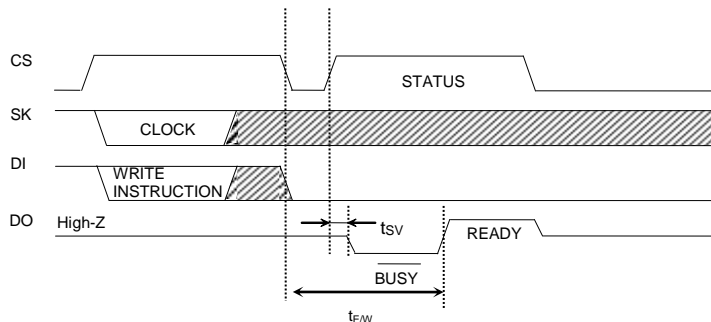 CS
STATUS
SK
CLOCK
DI
WRITE
INSTRUCTION
DO
High-Z
tSV
READY
BUSY
tE/W